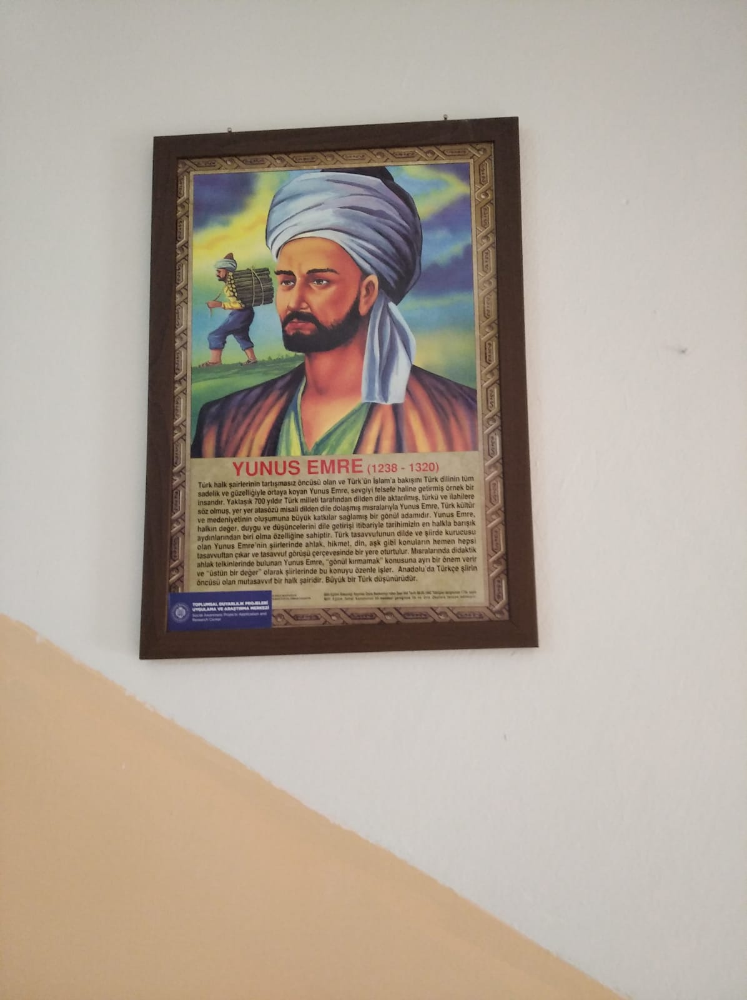 YUNUS EMRE (1238 - 1320)
Türk halk şairlerinin tartışmasız öncüsü olan ve Türk'ün İslam'a bakışını Türk dilinin tüm
sadelik ve güzelliğiyle ortaya koyan Yunus Emre, sevgiyi felsefe haline getirmiş örnek bir
insandır. Yaklaşık 700 yıldır Türk milleti tarafından dilden dile aktarılmış, türkü ve ilahilere
söz olmuş, yer yer atasözü misali dilden dile dolaşmış mısralarıyla Yunus Emre, Türk kültür
ve medeniyetinin oluşumuna büyük katkılar sağlamış bir gönül adamıdır. Yunus Emre,
halkın değer, duygu ve düşüncelerini dile getirişi itibariyle tarihimizin en halkla barışık
aydınlarından biri olma özelliğine sahiptir. Türk tasavvufunun dilde ve şiirde kurucusu
olan Yunus Emre'nin şiirlerinde ahlak, hikmet, din, aşk gibi konuların hemen hepsi
tasavvuftan çıkar ve tasavvuf görüşü çerçevesinde bir yere oturtulur. Mısralarında didaktik
ahlak telkinlerinde bulunan Yunus Emre, "gönül kırmamak" konusuna ayrı bir önem verir
ve "üstün bir değer" olarak şiirlerinde bu konuyu özenle işler. Anadolu'da Türkçe şiirin
öncüsü olan mutasavvıf bir halk şairidir. Büyük bir Türk düşünürüdür.
TOPLUMSAL DUYARLILIK PROJELERİ
UYGULAMA VE ARAŞTIRMA MERKEZİ
Social Awareness Projects Application and
Research Center